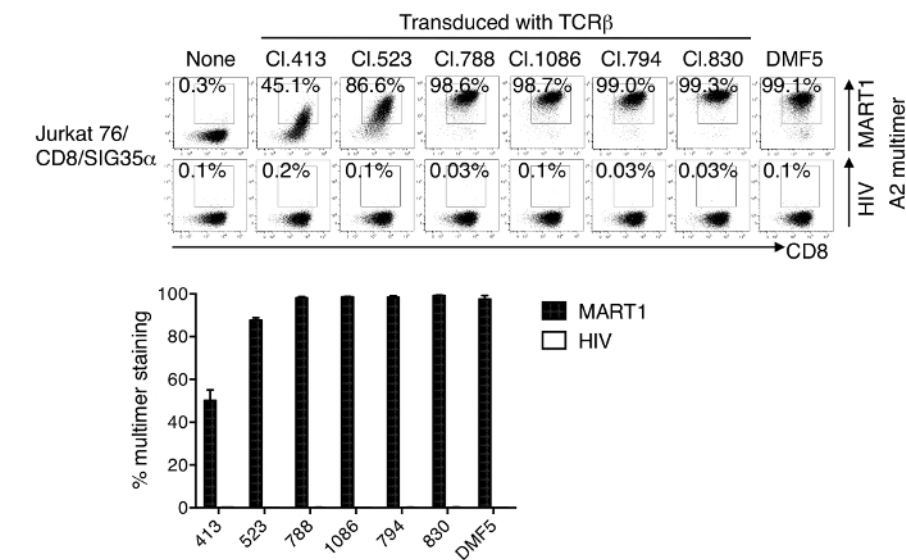 Transduced with TCRβ
None Cl.413 Cl.523 Cl.788 Cl.1086 Cl.794 Cl.830 DMF5
0.3% 45.1% 86.6% 98.6% 98.7% 99.0% 99.3% 99.1%
Jurkat 76/
CD8/SIG35α
MART1
0.1% 0.2% 0.1% 0.03% 0.1% 0.03% 0.03% 0.1%
HIV
A2 multimer
CD8
% multimer staining
100
80
60
40
20
0
413 523 788 1086 794 830 DMF5
MART1
HIV